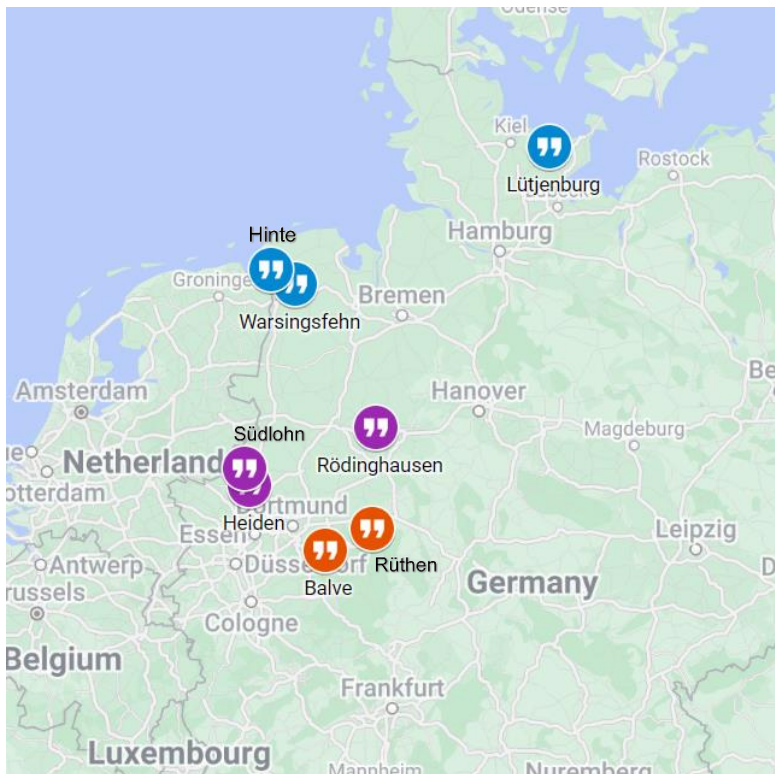 Odense
Kiel
Rostock
Lütjenburg
Hamburg
Hinte
Groninge
Bremen
Warsingsfehn
Amsterdam
Hanover
Be
Magdeburg
Südlohn
Rödinghausen
Netherland
otterdam
Dortmund
Heiden
Essen
Leipzig
Antwerp
Düsseldorf
Rüthen
Balve
Germany
D
russels
Cologne
Belgium
Frankfurt
Luxembourg
Mannheim
Nuremberg